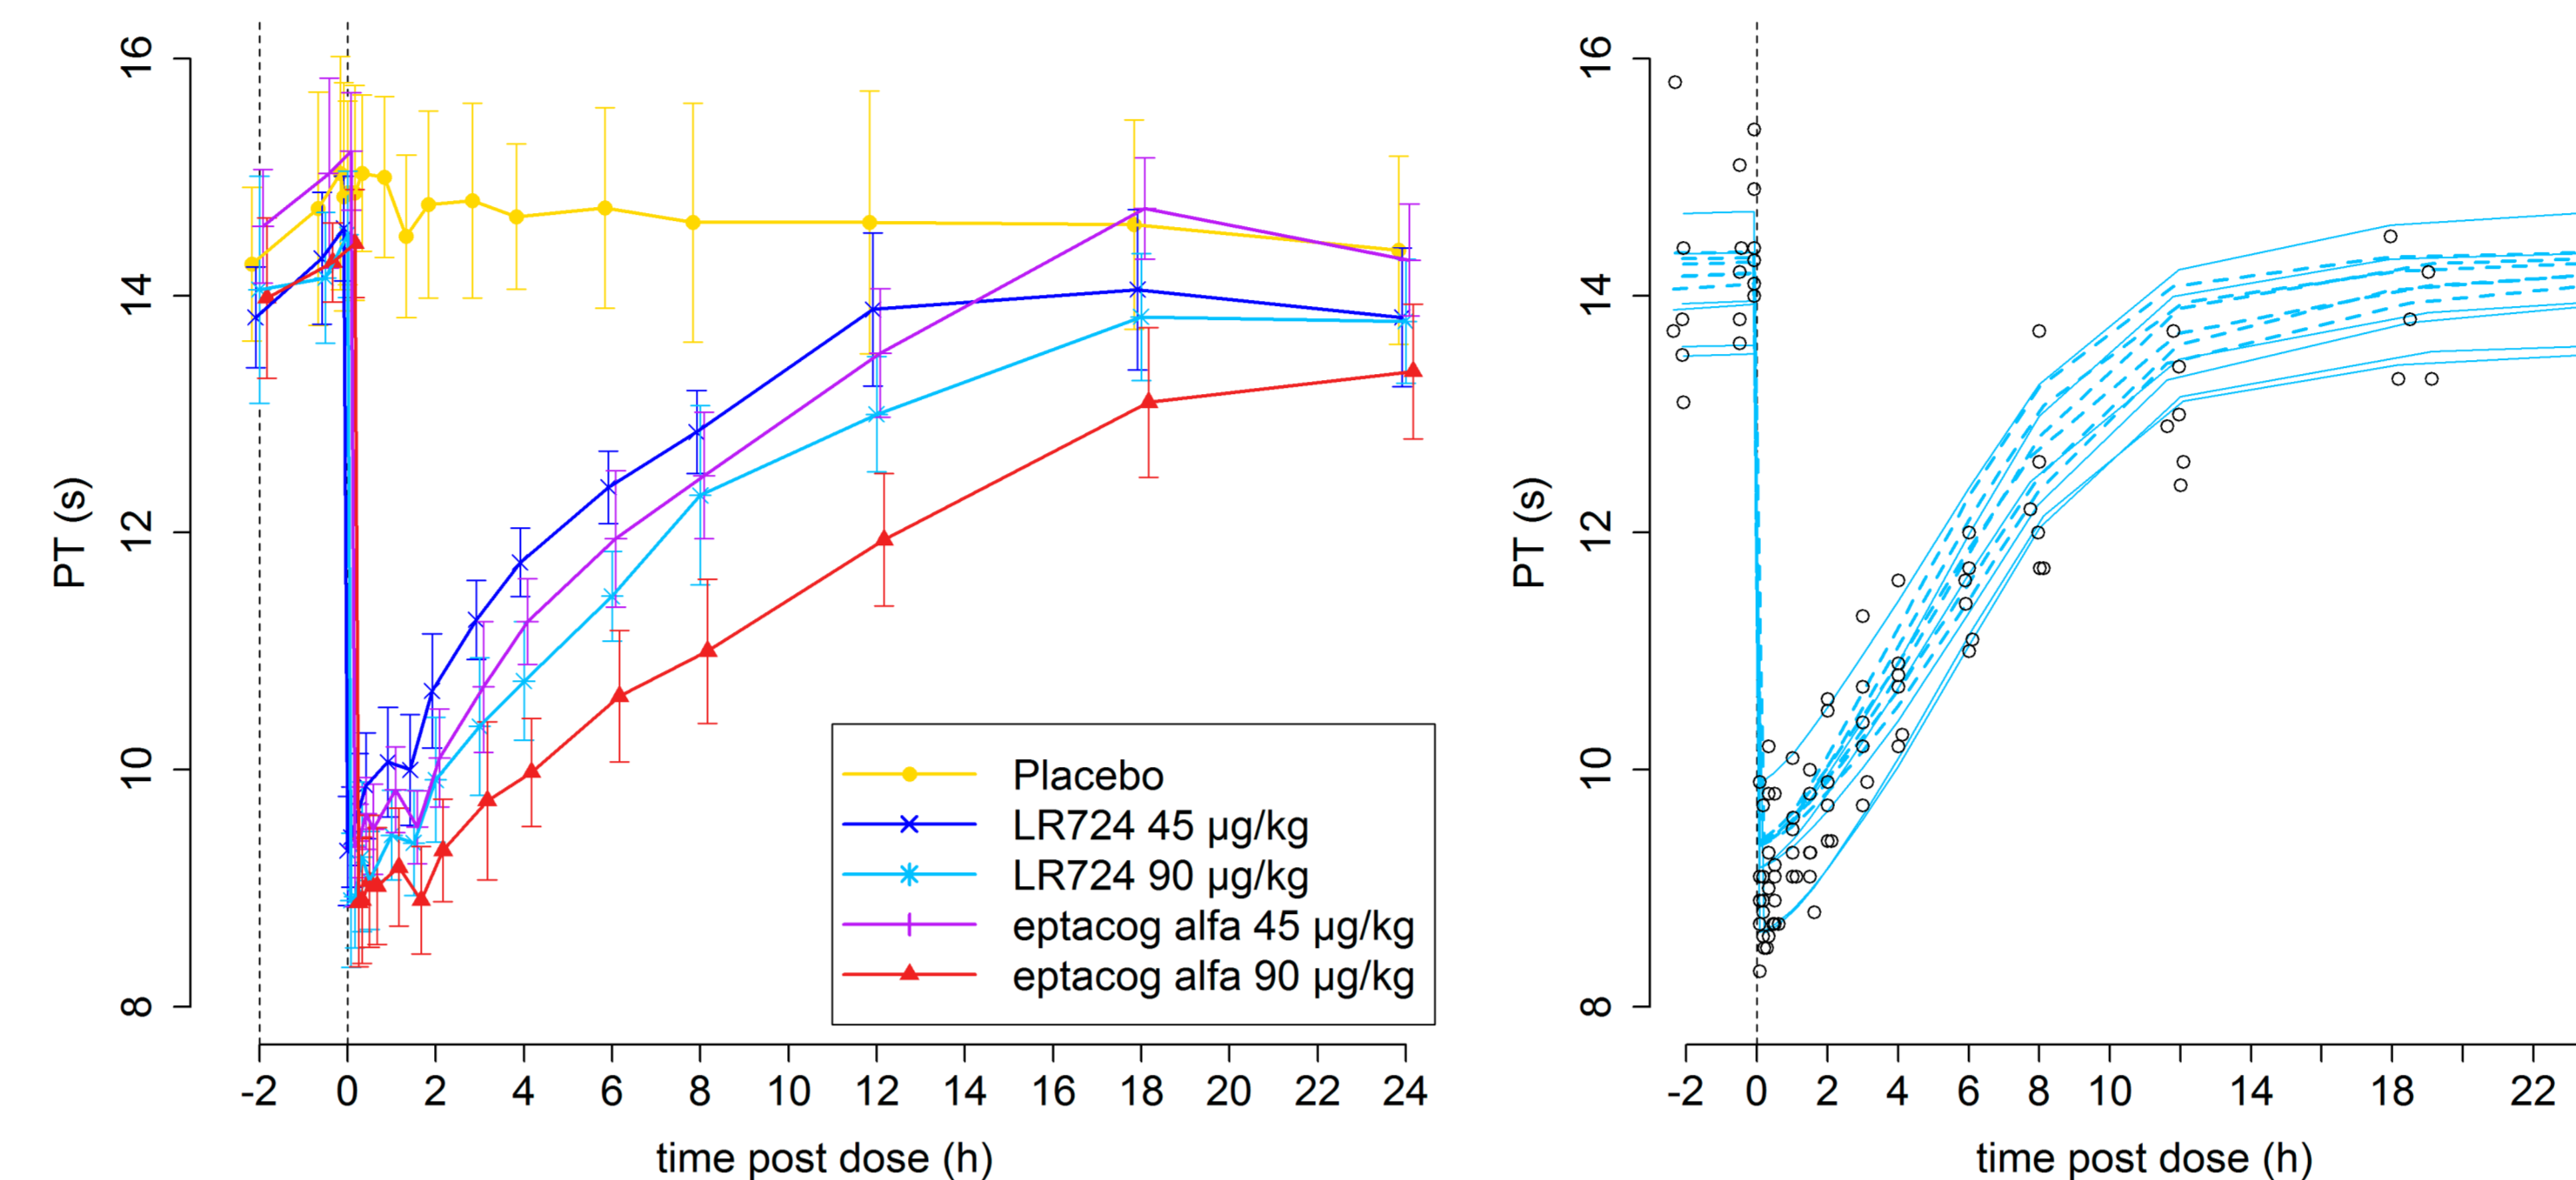 PT (s)
16
14
12
10
8
-2 0 2 4 6 8 10 12 14 16 18 20 22 24
time post dose (h)
Placebo
LR724 45 µg/kg
LR724 90 µg/kg
eptacog alfa 45 µg/kg
eptacog alfa 90 µg/kg
PT (s)
16
14
12
10
8
-2 0 2 4 6 8 10 14 18 22
time post dose (h)